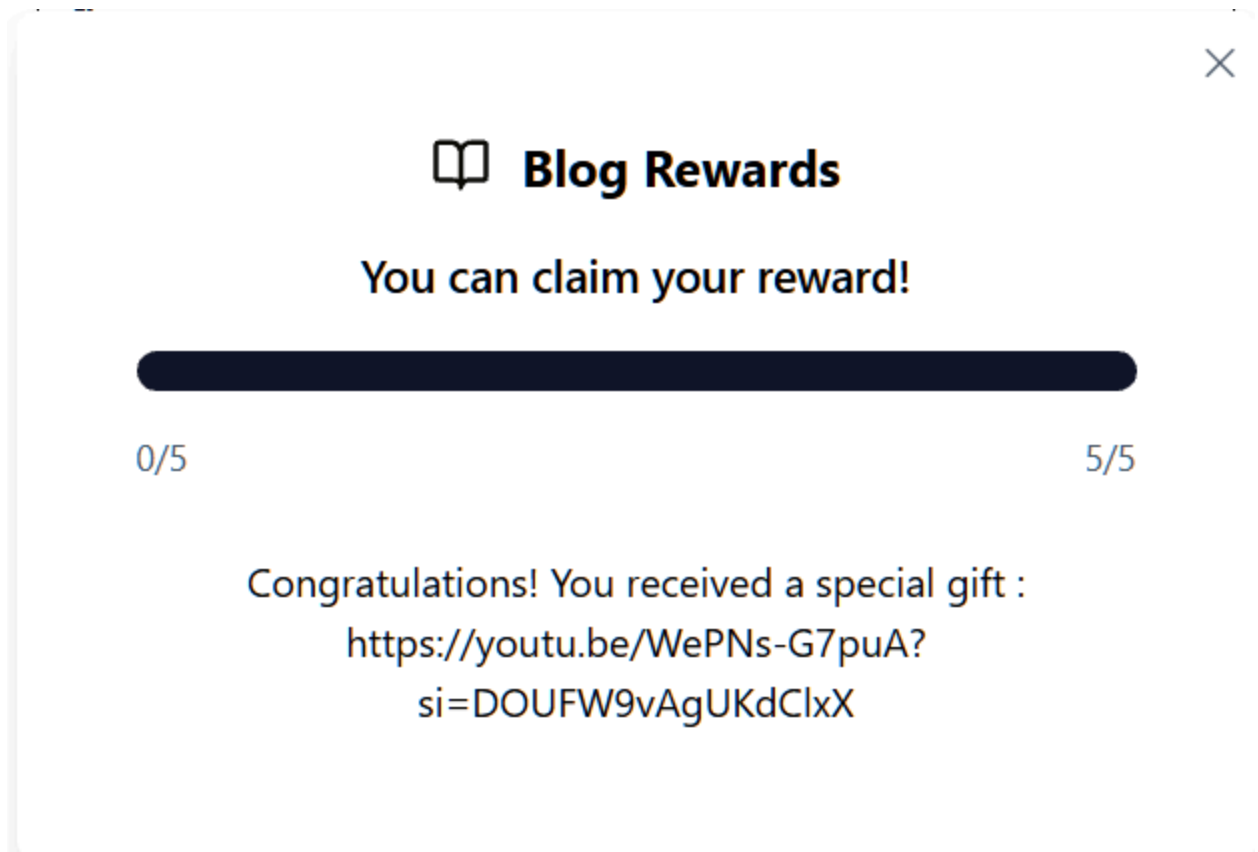 Blog Rewards
You can claim your reward!
0/5 5/5
Congratulations! You received a special gift :
https://youtu.be/WePNs-G7puA?
si=DOUFW9vAgUKdClxX